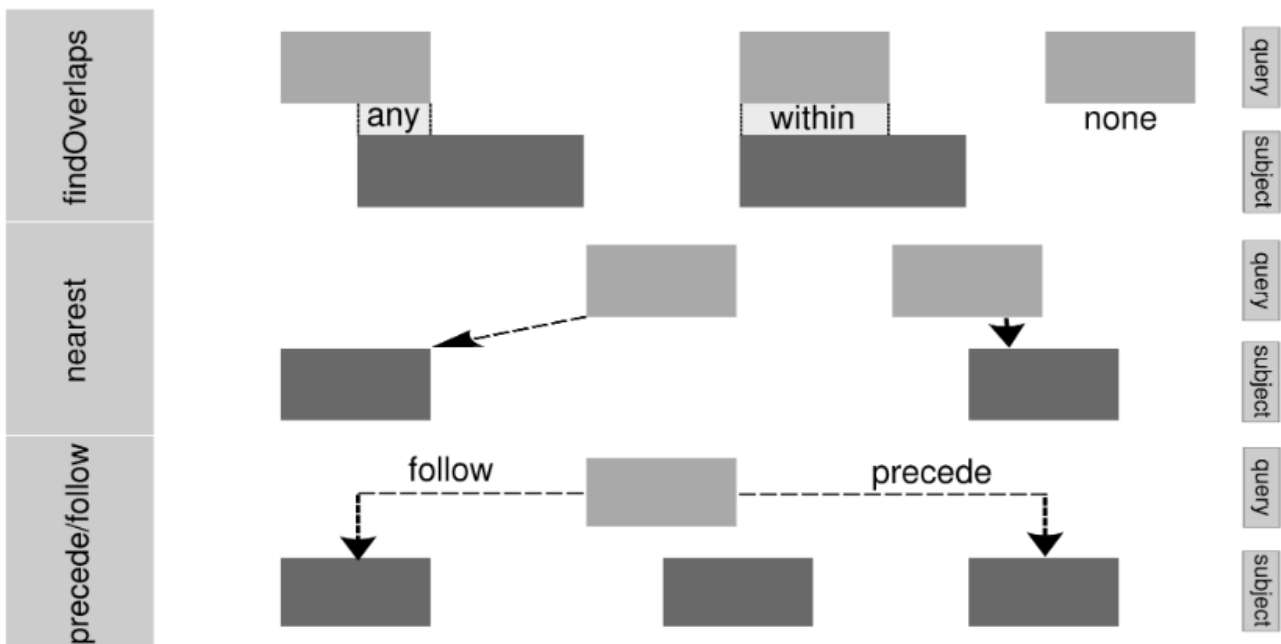 findOverlaps
any
within
none
query
subject
nearest
query
subject
precede/follow
follow
precede
query
subject